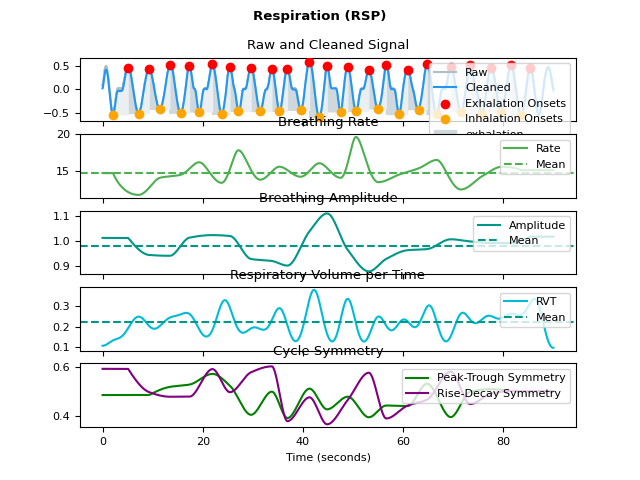 Respiration (RSP)
Raw and Cleaned Signal
0.5
0.0
−0.5
Raw
Cleaned
Exhalation Onsets
Inhalation Onsets
exhalation
Breathing Rate
20
15
Rate
Mean
Breathing Amplitude
1.1
1.0
0.9
Amplitude
Mean
Respiratory Volume per Time
0.3
0.2
0.1
RVT
Mean
Cycle Symmetry
0.6
0.4
Peak-Trough Symmetry
Rise-Decay Symmetry
0
20
40
60
80
Time (seconds)